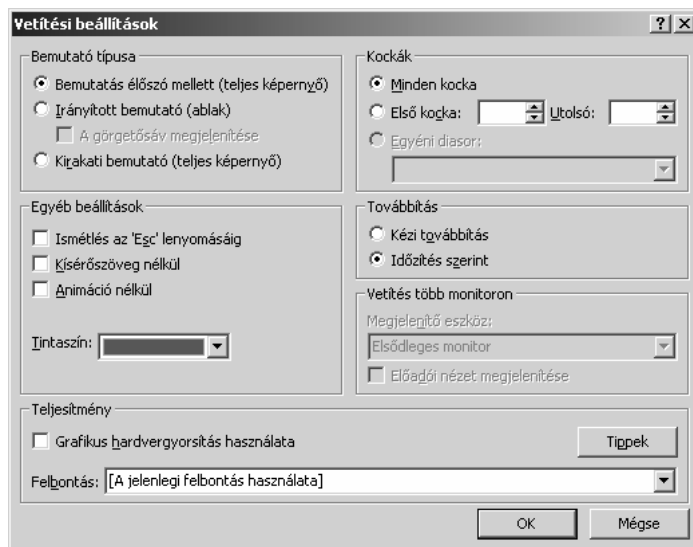 Vetítési beállítások
Bemutató típusa
Bemutatás élőszó mellett (teljes képernyő)
Irányított bemutató (ablak)
A görgetősáv megjelenítése
Kirakati bemutató (teljes képernyő)
Kockák
Minden kocka
Első kocka: Utolsó:
Egyéni diasor:
Egyéb beállítások
Ismétlés az 'Esc' lenyomásáig
Kísérőszöveg nélkül
Animáció nélkül
Tintaszín:
Továbbítás
Kézi továbbítás
Időzítés szerint
Vetítés több monitoron
Megjelenítő eszköz:
Elsődleges monitor
Előadói nézet megjelenítése
Teljesítmény
Grafikus hardvergyorsítás használata
Tippek
Felbontás: [A jelenlegi felbontás használata]
OK Mégse